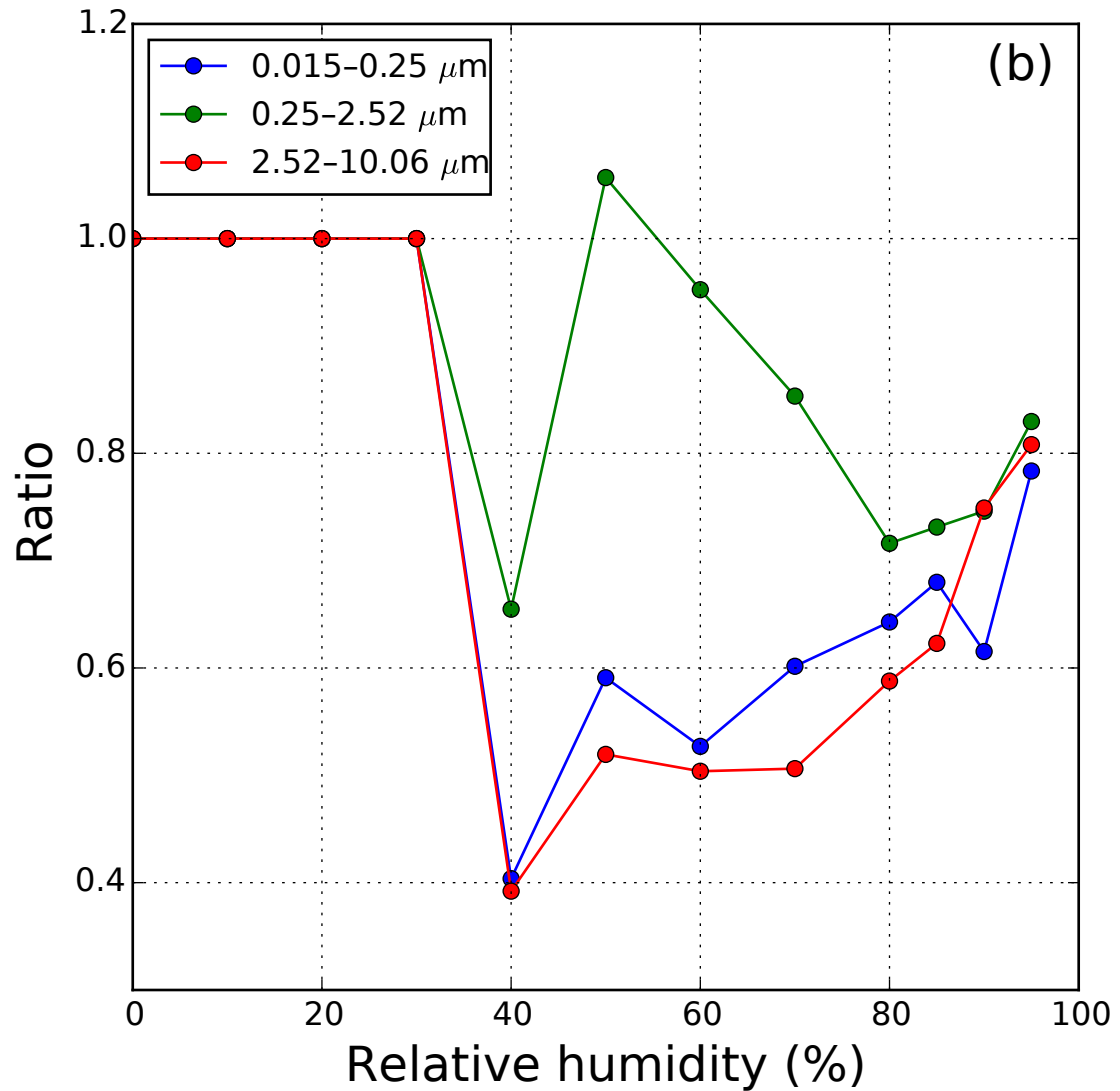 1.2
(b)
0.015–0.25 μm
0.25–2.52 μm
2.52–10.06 μm
1.0
0.8
0.6
0.4
Ratio
0 20 40 60 80 100
Relative humidity (%)